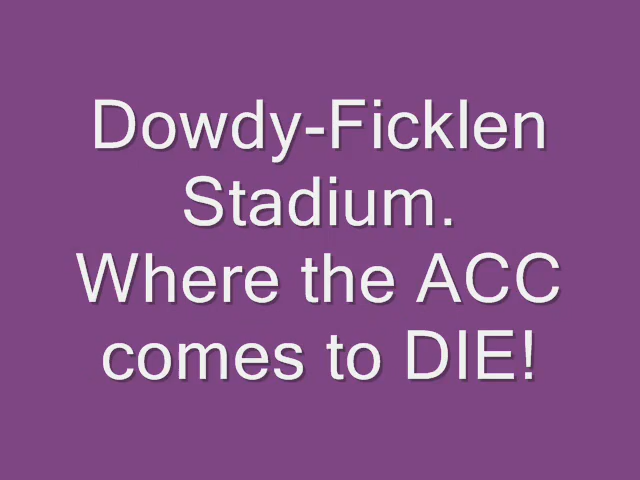 Dowdy-Ficklen
Stadium.
Where the ACC
comes to DIE!